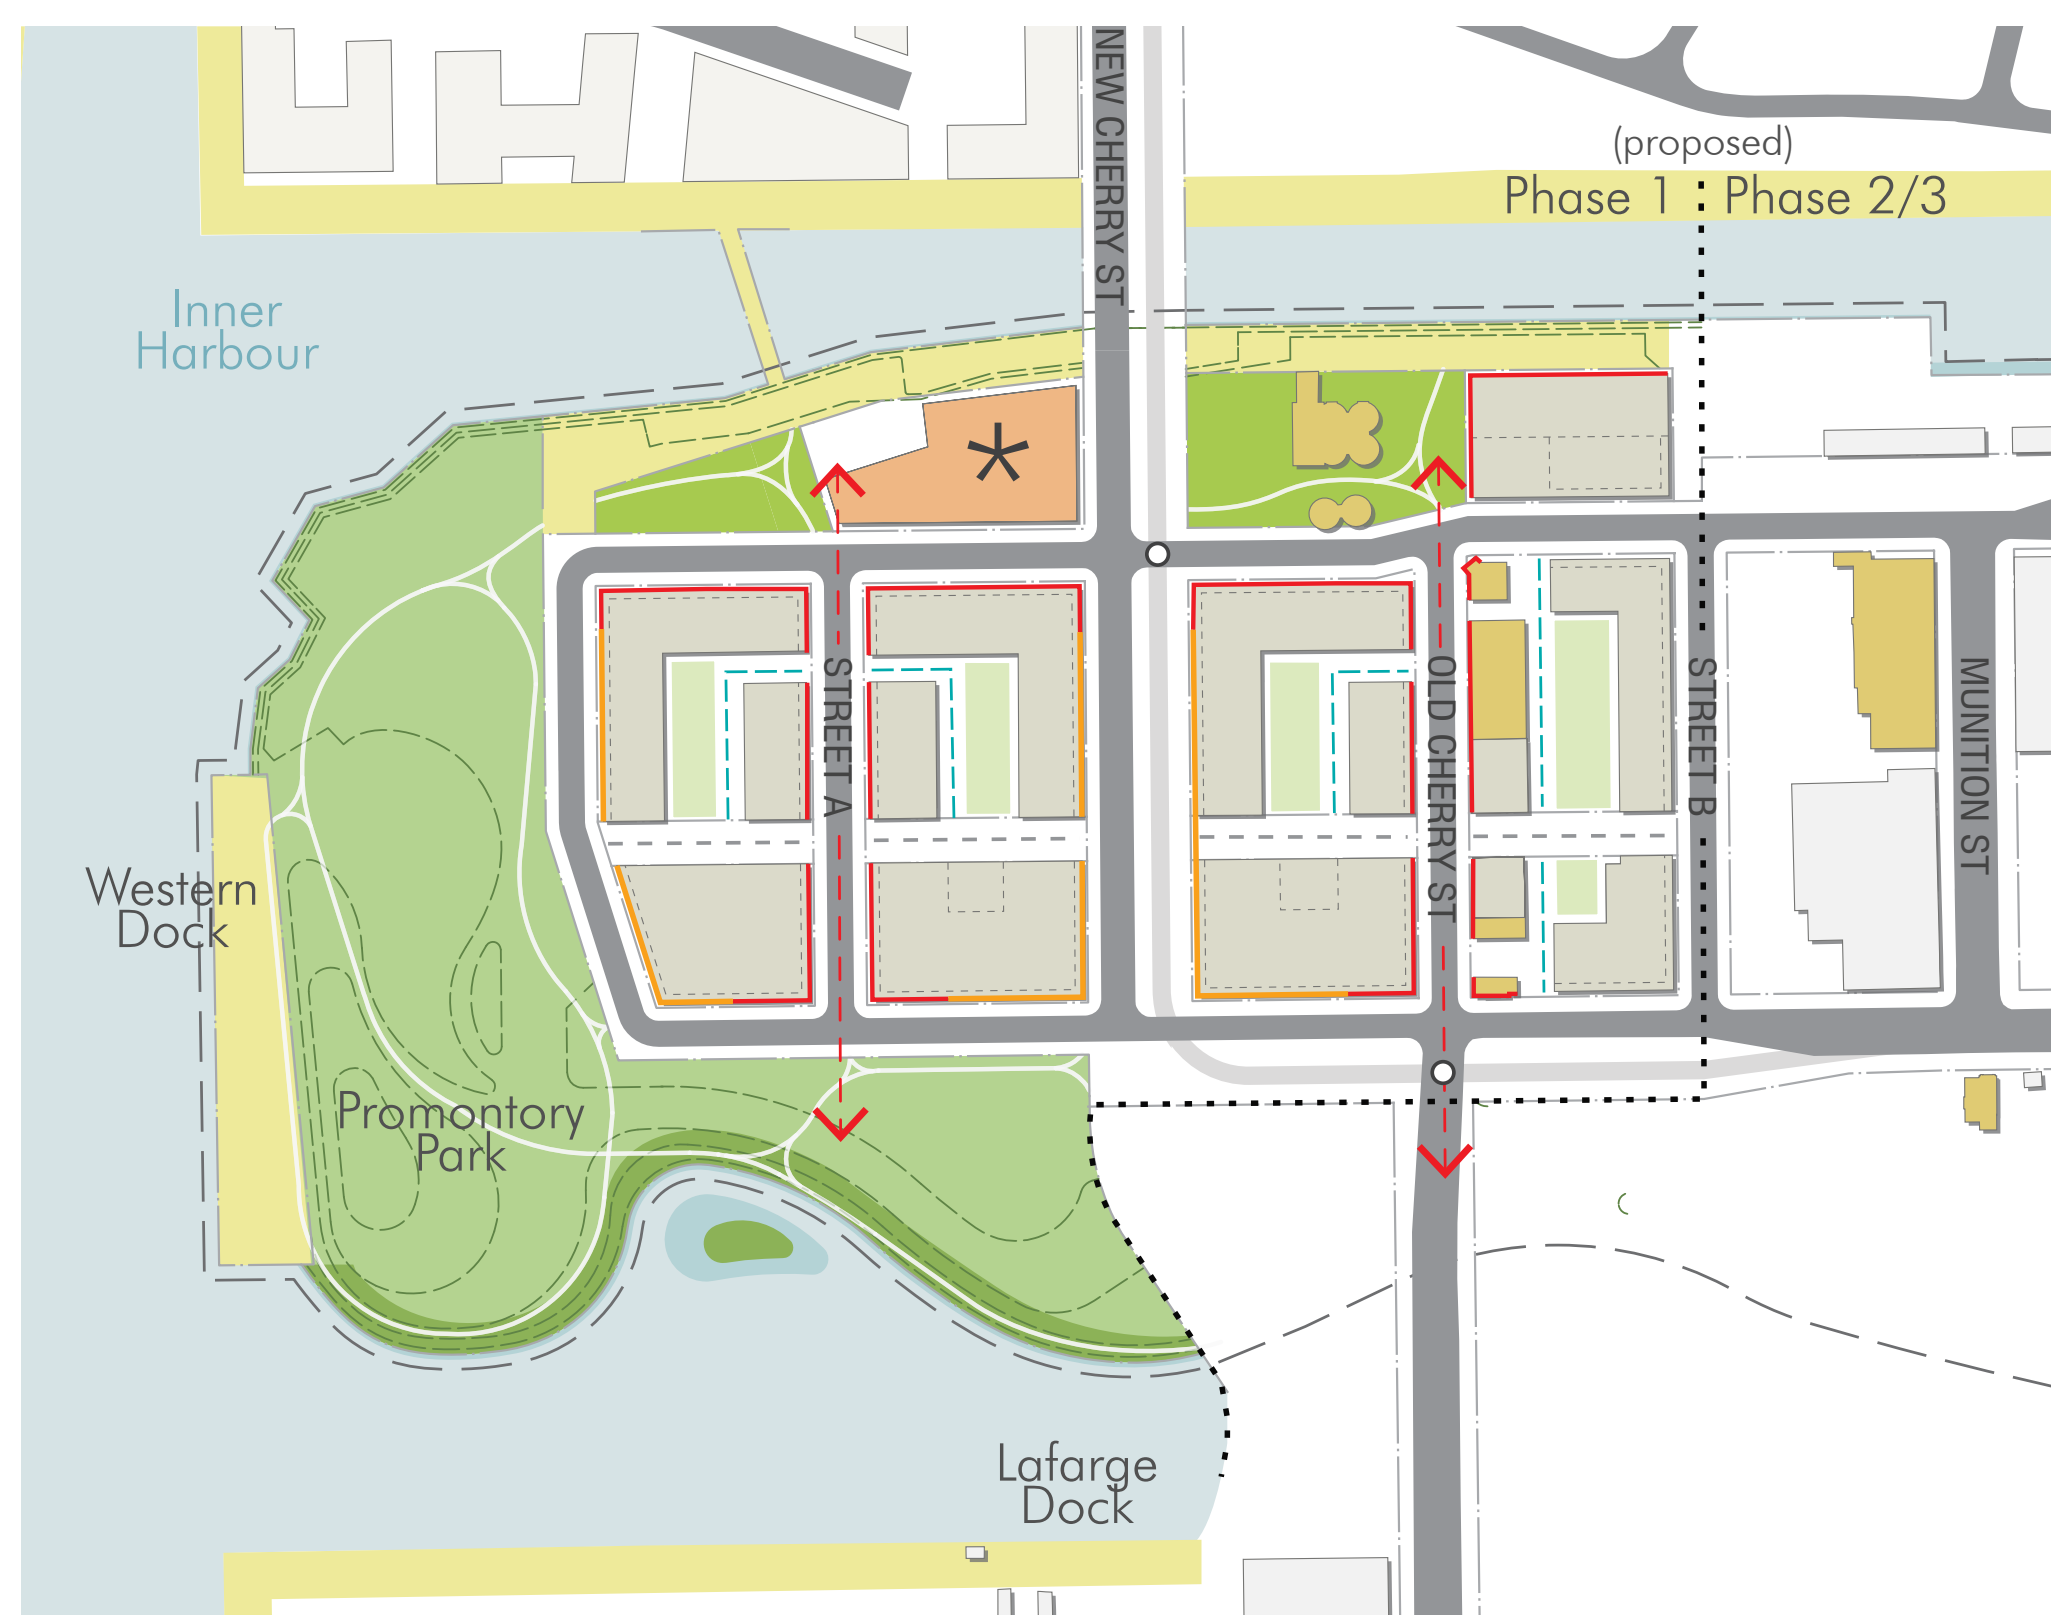 NEW CHERRY ST
(proposed)
Phase 1
Phase 2/3
Inner
Harbour
*
STREET A
OLD CHERRY ST
STREET B
MUNITION ST
Western
Dock
Promontory
Park
Lafarge
Dock